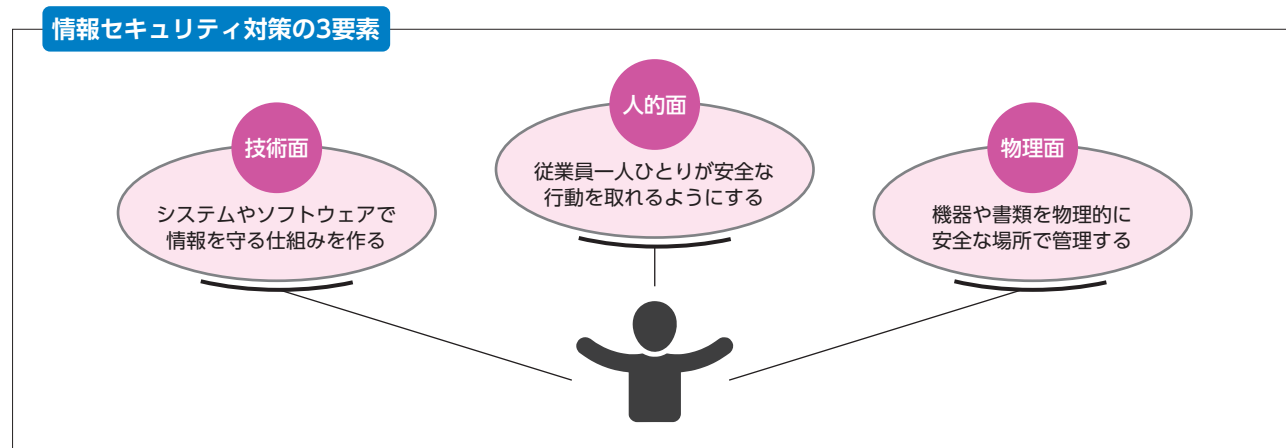 情報セキュリティ対策の3要素
技術面
システムやソフトウェアで
情報を守る仕組みを作る
人的面
従業員一人ひとりが安全な
行動を取れるようにする
物理面
機器や書類を物理的に
安全な場所で管理する